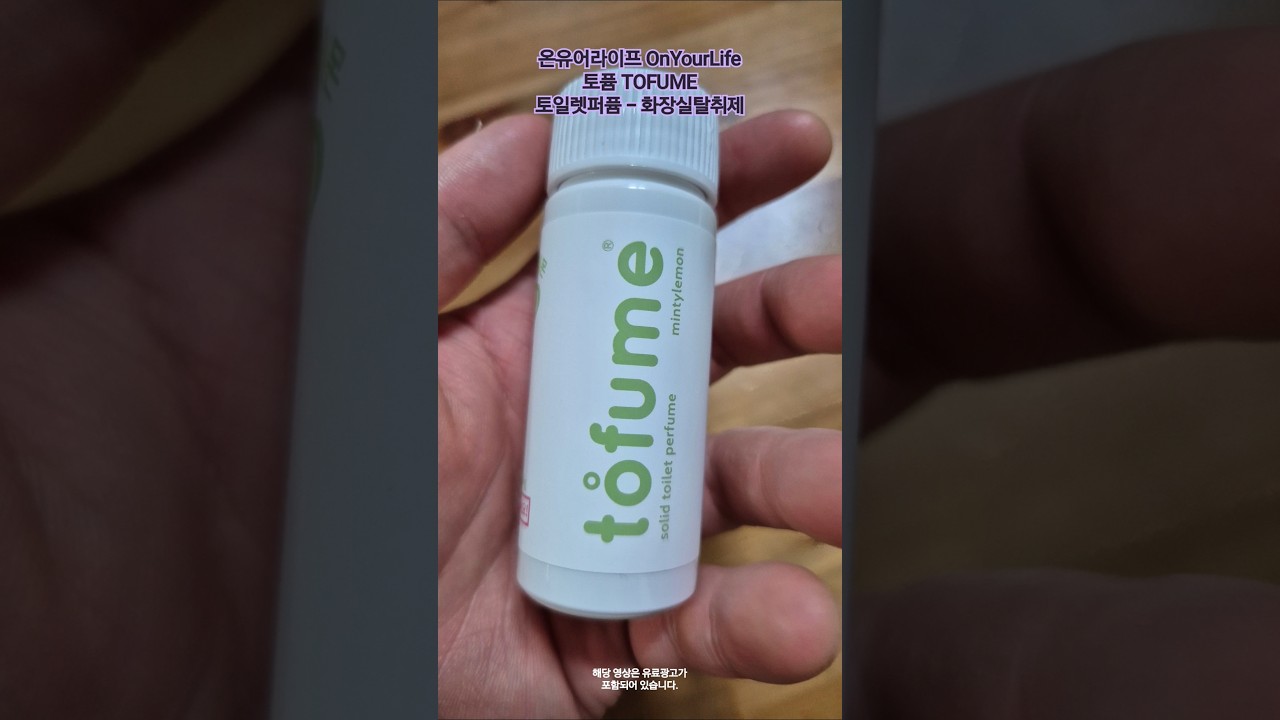 온유어라이프 OnYourLife
토퓸 TOFUME
토일렛퍼퓸 - 화장실탈취제
tofume®
mintylemon
solid toilet perfume
해당 영상은 유료광고가
포함되어 있습니다.